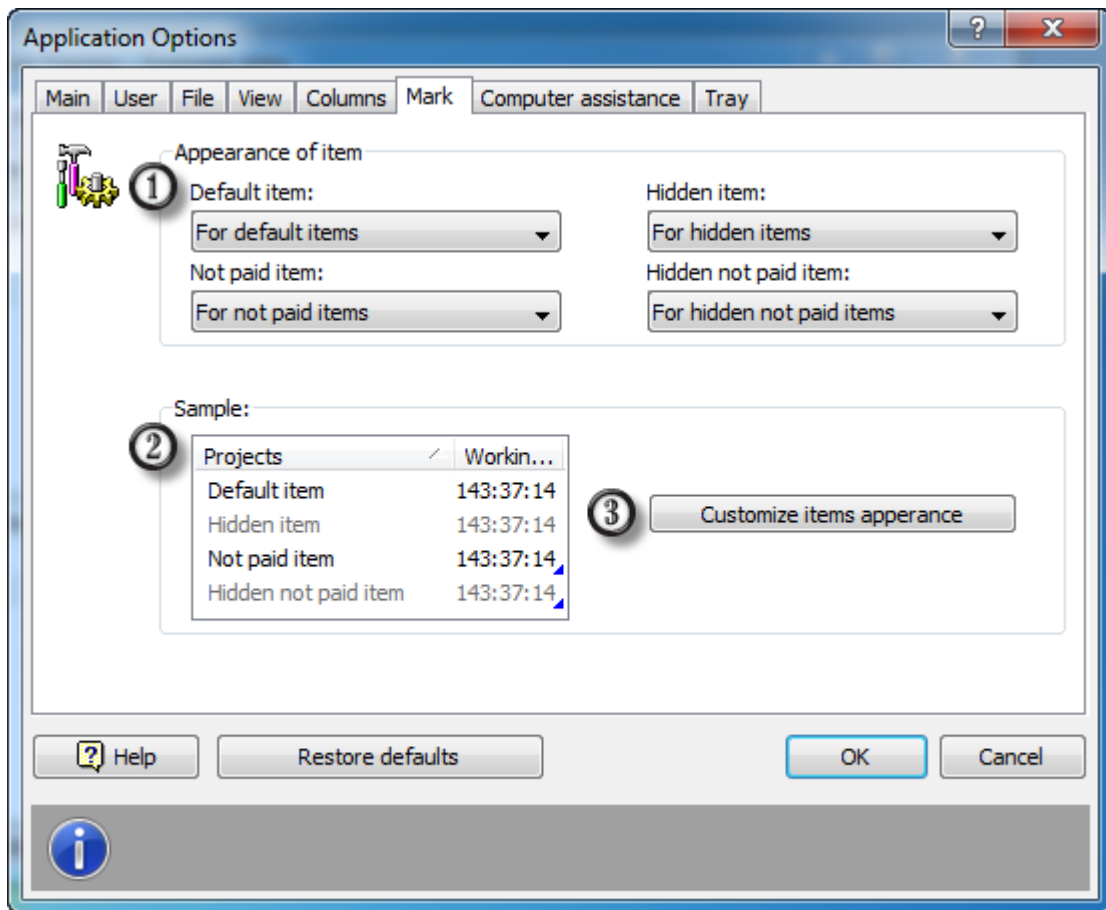 Application Options
?
X
Main User File View Columns Mark Computer assistance Tray
Appearance of item
1
Default item:
Hidden item:
For default items
For hidden items
Not paid item:
Hidden not paid item:
For not paid items
For hidden not paid items
Sample:
2
Projects Workin...
Default item 143:37:14
Hidden item 143:37:14
Not paid item 143:37:14
Hidden not paid item 143:37:14
3
Customize items apperance
? Help
Restore defaults
OK
Cancel
i